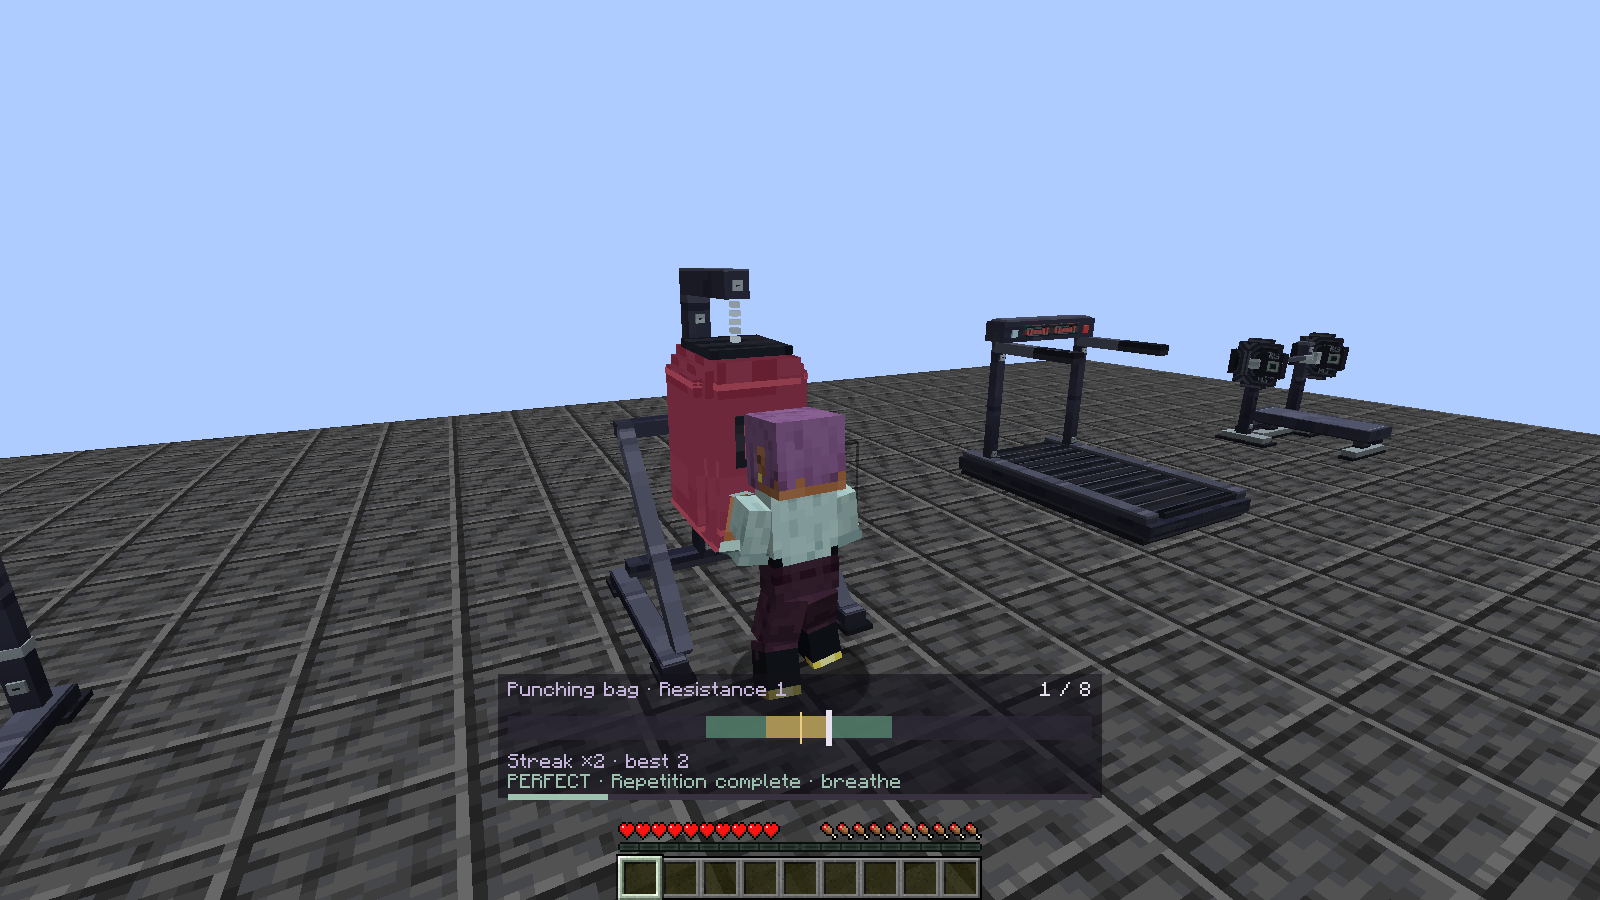 Punching bag · Resistance 1
1 / 8
Streak ×2 · best 2
PERFECT · Repetition complete · breathe